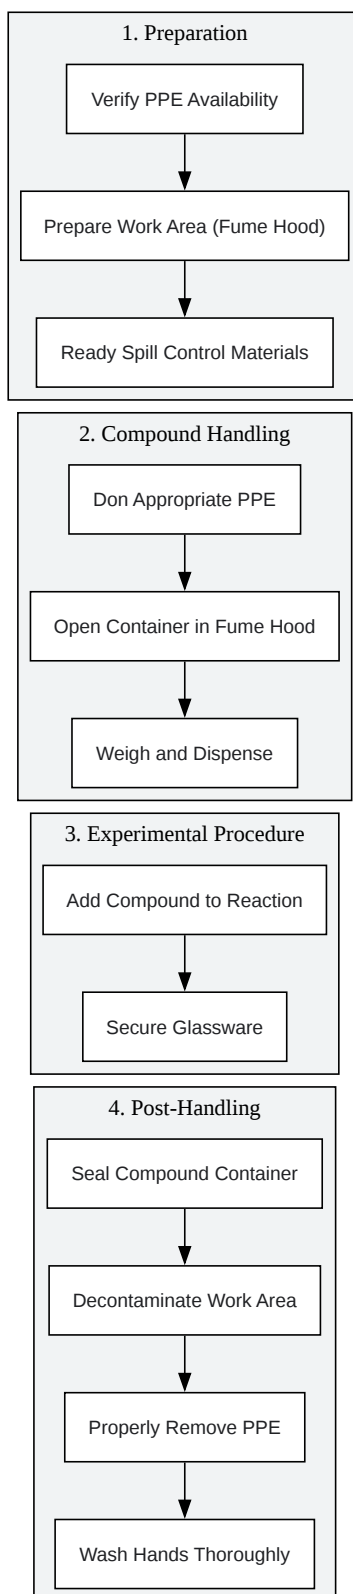 1. Preparation
Verify PPE Availability
Prepare Work Area (Fume Hood)
Ready Spill Control Materials
2. Compound Handling
Don Appropriate PPE
Open Container in Fume Hood
Weigh and Dispense
3. Experimental Procedure
Add Compound to Reaction
Secure Glassware
4. Post-Handling
Seal Compound Container
Decontaminate Work Area
Properly Remove PPE
Wash Hands Thoroughly